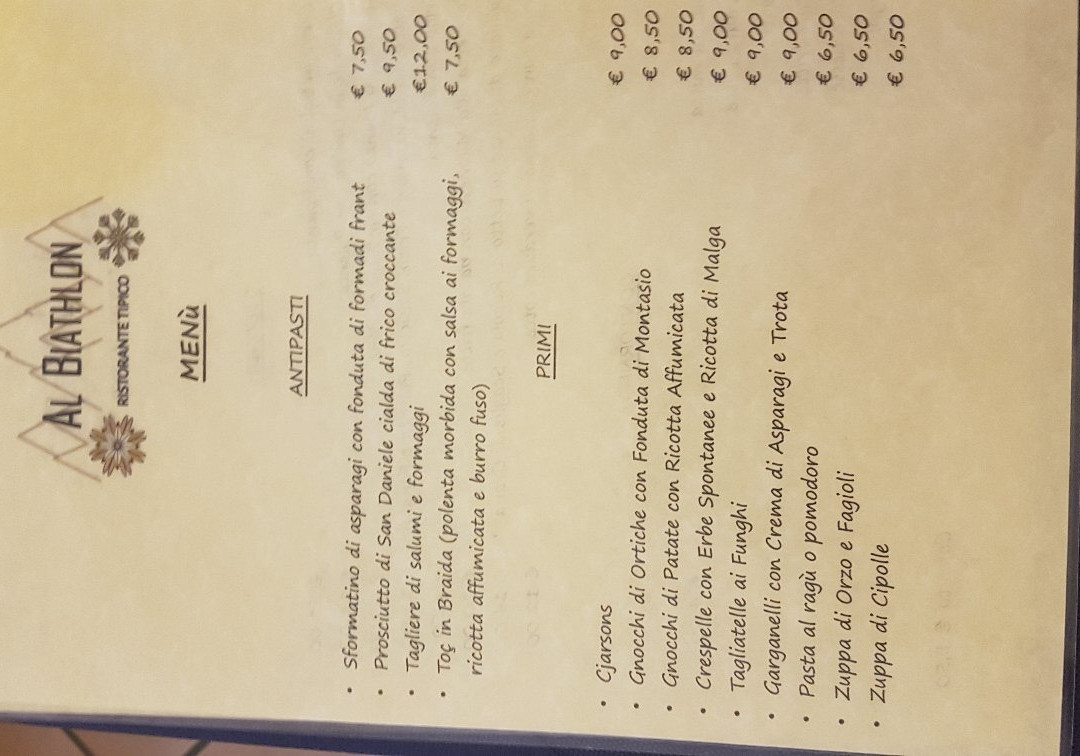 AL BIATHLON
RISTORANTE TIPICO
MENÙ
ANTIPASTI
• Sformatino di asparagi con fonduta di formadi frant € 7,50
• Prosciutto di San Daniele cialda di frico croccante € 9,50
• Tagliere di salumi e formaggi €12,00
• Toç in Braida (polenta morbida con salsa ai formaggi, € 7,50
ricotta affumicata e burro fuso)
PRIMI
• Cjarsons € 9,00
• Gnocchi di Ortiche con Fonduta di Montasio € 8,50
• Gnocchi di Patate con Ricotta Affumicata € 8,50
• Crespelle con Erbe Spontanee e Ricotta di Malga € 9,00
• Tagliatelle ai Funghi € 9,00
• Garganelli con Crema di Asparagi e Trota € 9,00
• Pasta al ragù o pomodoro € 6,50
• Zuppa di Orzo e Fagioli € 6,50
• Zuppa di Cipolle € 6,50